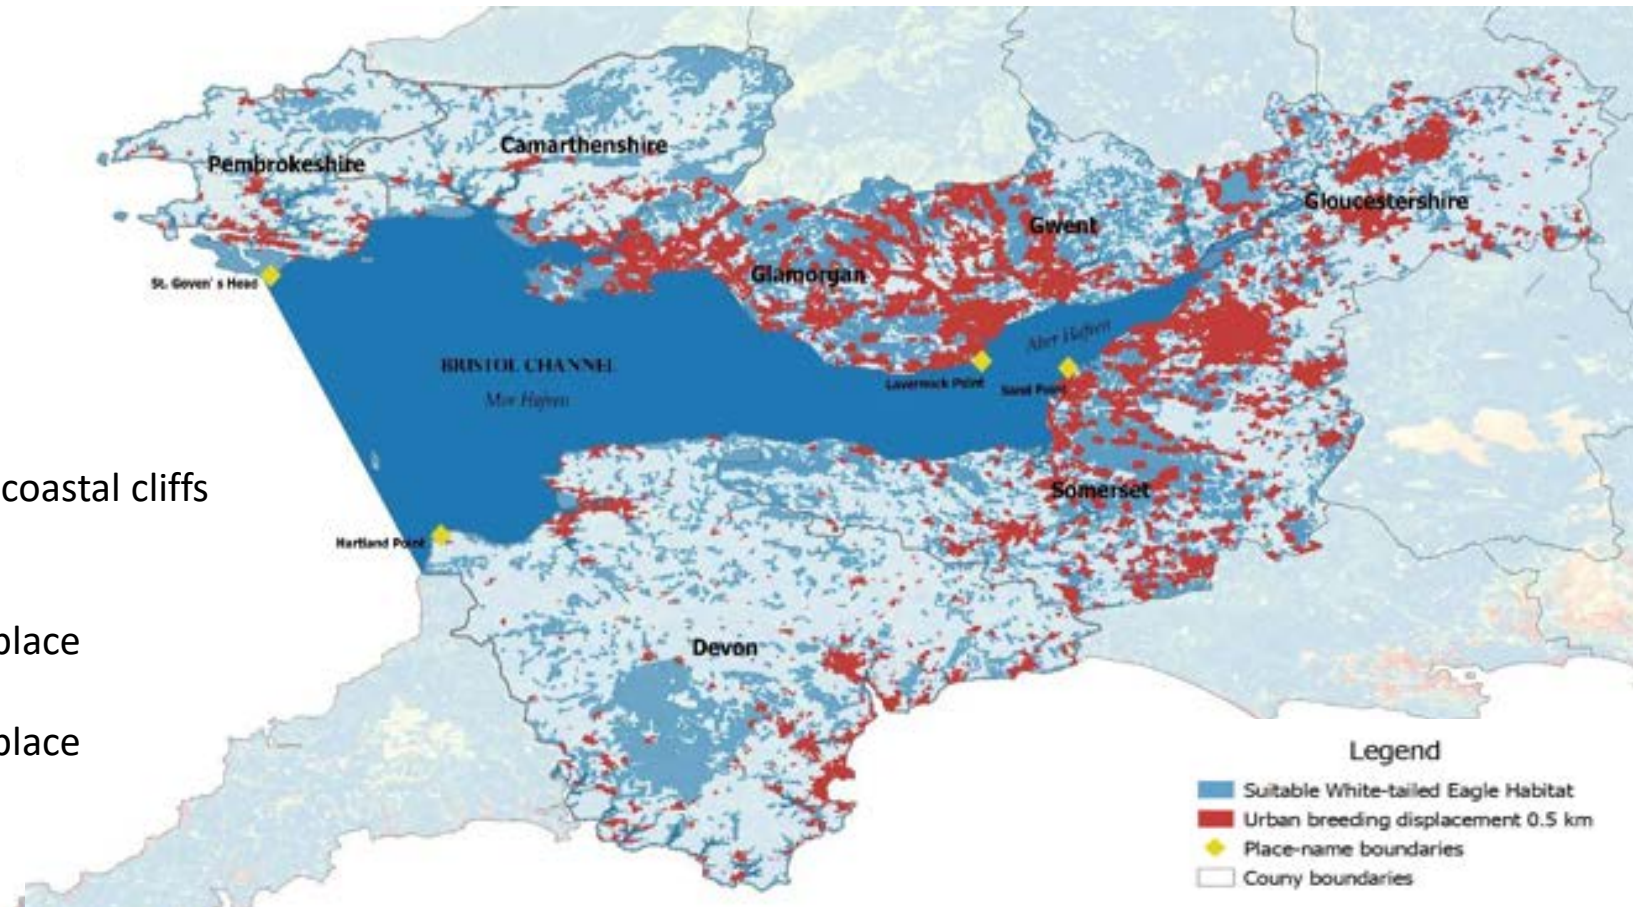 Camarthenshire
Pembrokeshire
Gloucestershire
Gwent
Glamorgan
St. Goven's Head
Aber Hafren
BRISTOL CHANNEL
Mor Hafren
Lavernock Point
Sand Point
coastal cliffs
Somerset
Hartland Point
place
Devon
place
Legend
Suitable White-tailed Eagle Habitat
Urban breeding displacement 0.5 km
Place-name boundaries
Couny boundaries